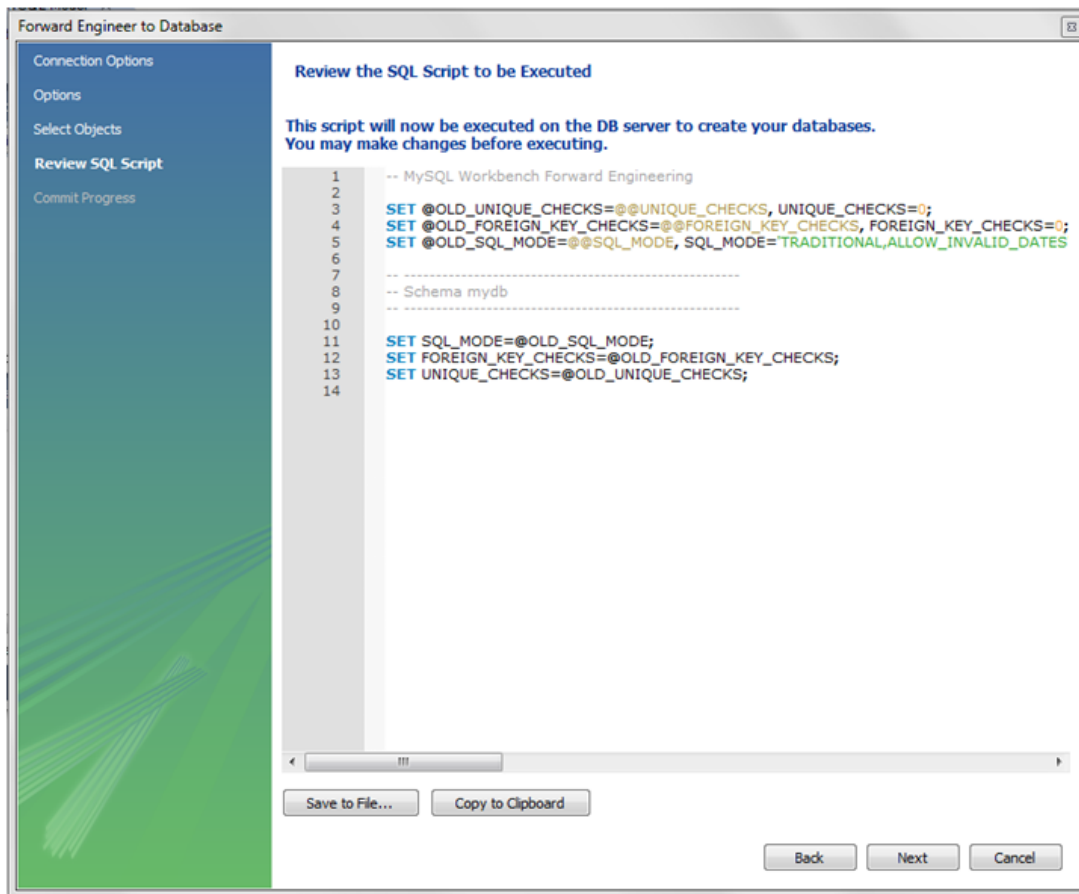 Forward Engineer to Database
Connection Options
Options
Select Objects
Review SQL Script
Commit Progress
Review the SQL Script to be Executed
This script will now be executed on the DB server to create your databases.
You may make changes before executing.
1 -- MySQL Workbench Forward Engineering
2
3 SET @OLD_UNIQUE_CHECKS=@@UNIQUE_CHECKS, UNIQUE_CHECKS=0;
4 SET @OLD_FOREIGN_KEY_CHECKS=@@FOREIGN_KEY_CHECKS, FOREIGN_KEY_CHECKS=0;
5 SET @OLD_SQL_MODE=@@SQL_MODE, SQL_MODE='TRADITIONAL,ALLOW_INVALID_DATES
6
7 -- -----------------------------------------------------
8 -- Schema mydb
9 -- -----------------------------------------------------
10
11 SET SQL_MODE=@OLD_SQL_MODE;
12 SET FOREIGN_KEY_CHECKS=@OLD_FOREIGN_KEY_CHECKS;
13 SET UNIQUE_CHECKS=@OLD_UNIQUE_CHECKS;
14
Save to File...
Copy to Clipboard
Back
Next
Cancel